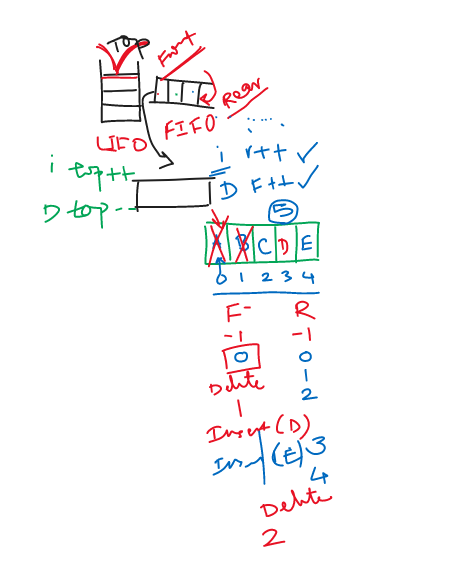 Top
Front
Rear
LIFO
FIFO
i top++
i r++
D top--
D F++
5
A B C D E
0 1 2 3 4
F- R
-1 -1
0 0
Delete 1
2
1
Insert (D)
3
(E)
4
Delete
2